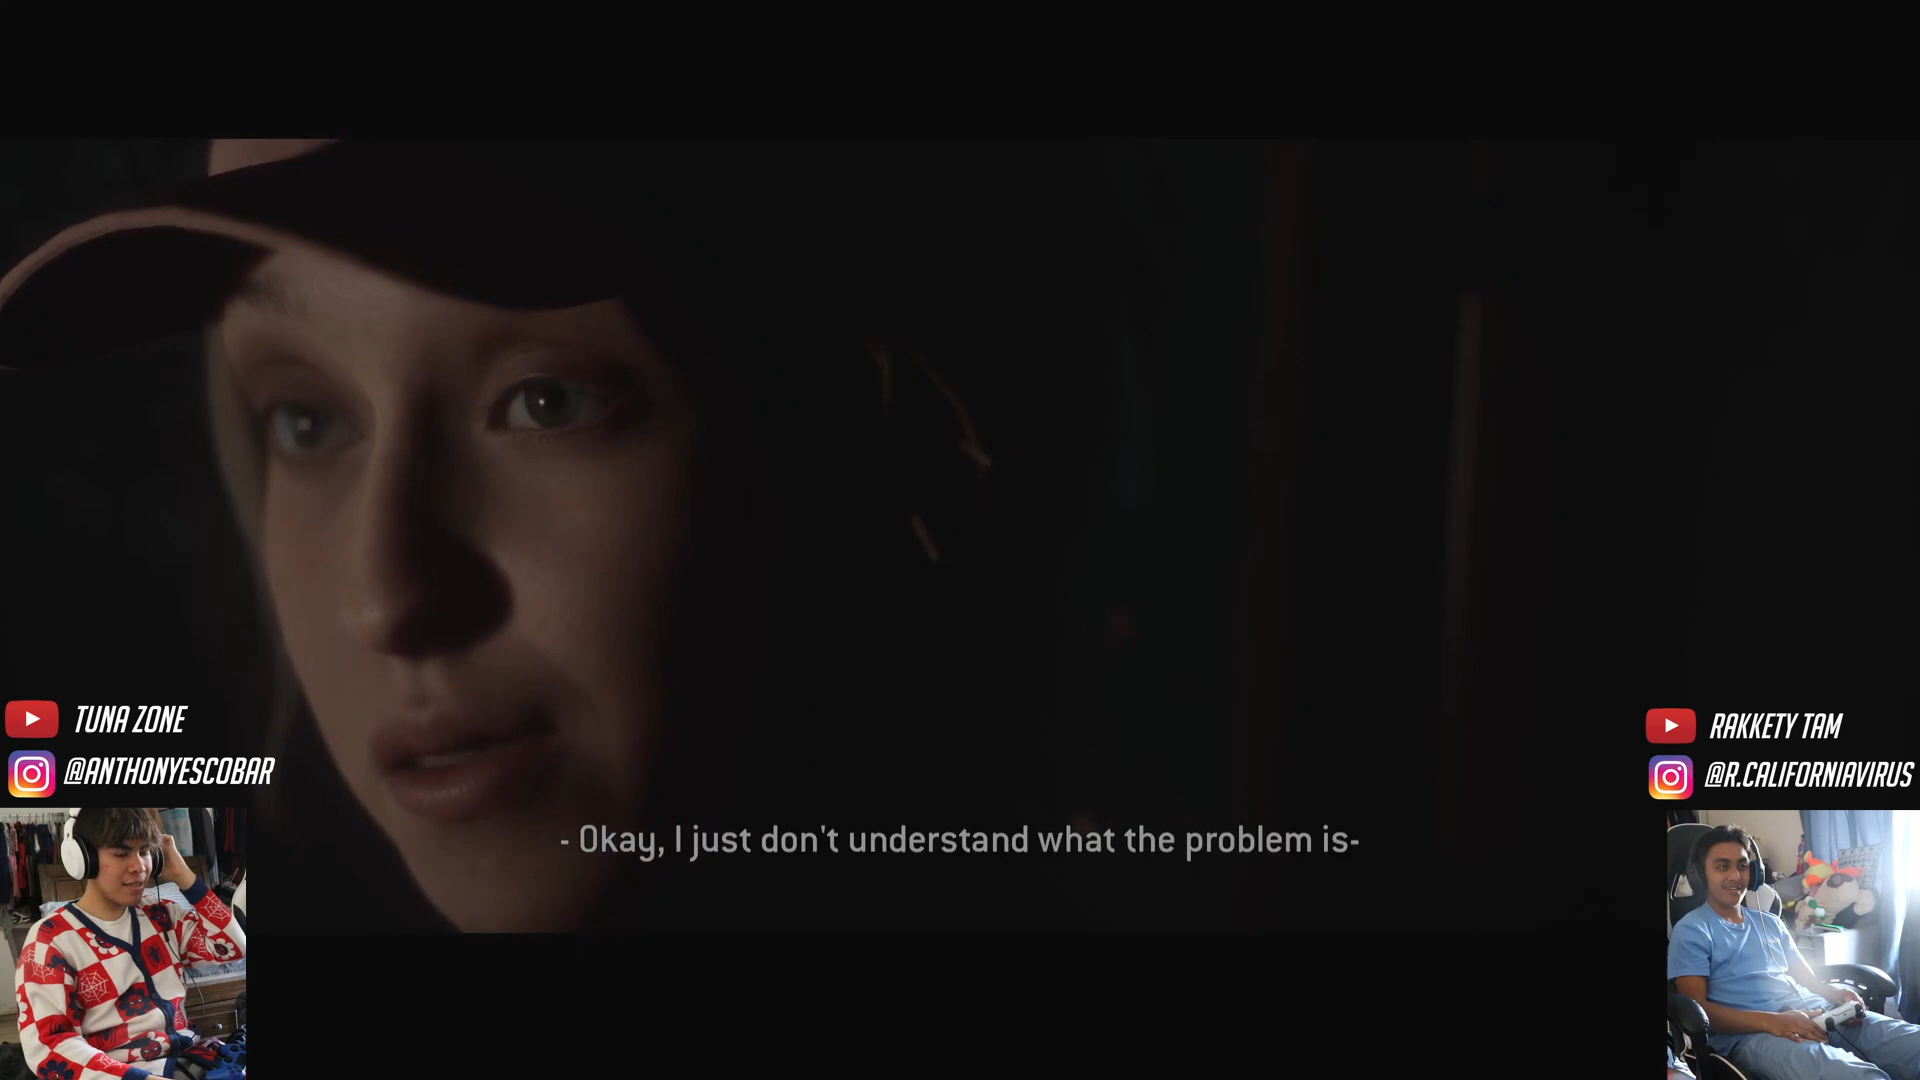 TUNA ZONE
@ANTHONYESCOBAR
RAKKETY TAM
@R.CALIFORNIAVIRUS
- Okay, I just don't understand what the problem is-